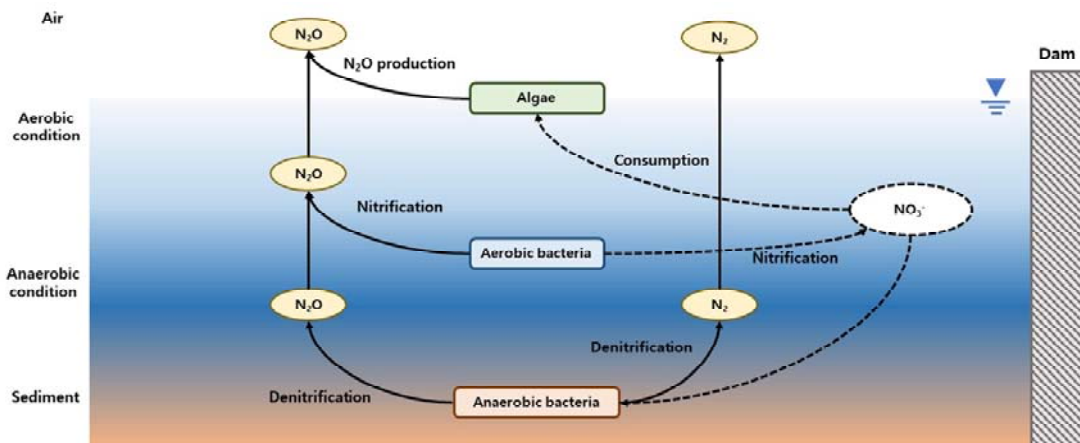 Air
N₂O
N₂
Dam
N₂O production
Algae
Aerobic
condition
Consumption
N₂O
Nitrification
NO₃⁻
Aerobic bacteria
Nitrification
Anaerobic
condition
N₂O
N₂
Denitrification
Denitrification
Anaerobic bacteria
Sediment